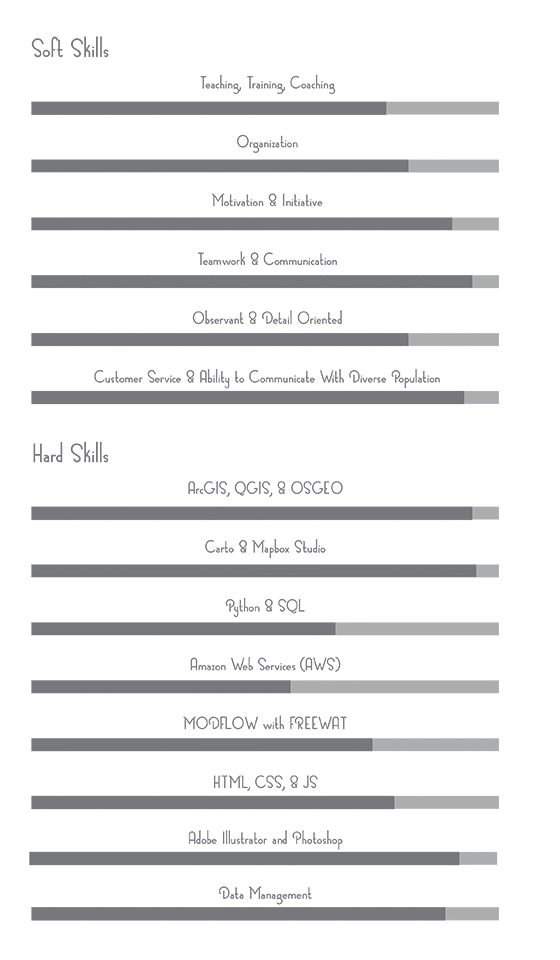 Soft Skills
Teaching, Training, Coaching
Organization
Motivation & Initiative
Teamwork & Communication
Observant & Detail Oriented
Customer Service & Ability to Communicate With Diverse Population
Hard Skills
ArcGIS, QGIS, & OSGEO
Carto & Mapbox Studio
Python & SQL
Amazon Web Services (AWS)
MODFLOW with FREEWAT
HTML, CSS, & JS
Adobe Illustrator and Photoshop
Data Management